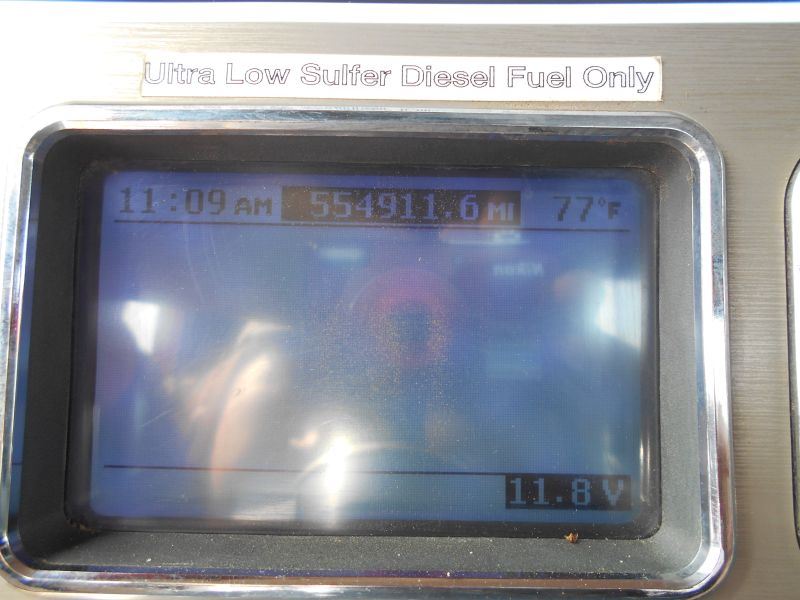 Ultra Low Sulfer Diesel Fuel Only
11:09 AM 554911.6 MI 77°F
11.8 V